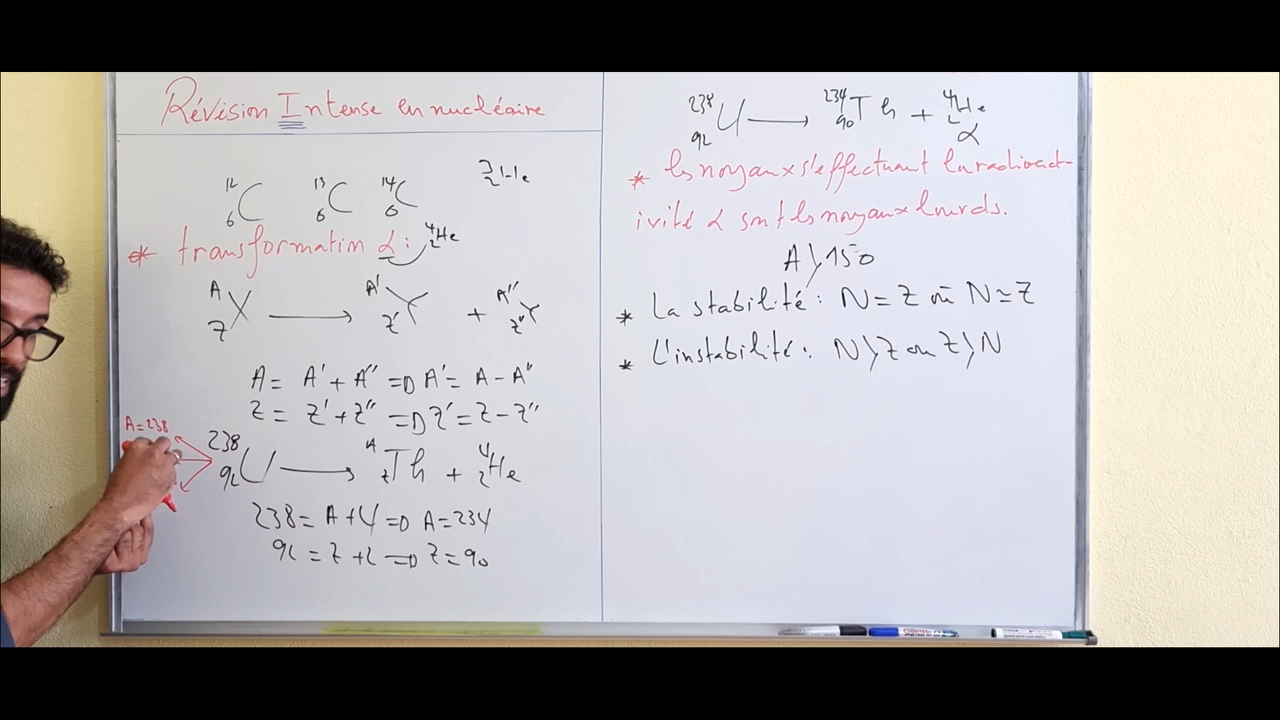 Révision Intense en nucléaire
¹²₆C ¹³₆C ¹⁴₆C ³₂He
* transformation α : ⁴₂He
ᴬ_Z X ⟶ ᴬ'_Z' Y + ᴬ''_Z'' Y
A = A' + A'' ⇒ A' = A - A''
Z = Z' + Z'' ⇒ Z' = Z - Z''
A = 238
²³⁸₉₂U ⟶ ᴬ_Z Th + ⁴₂He
238 = A + 4 ⇒ A = 234
92 = Z + 2 ⇒ Z = 90
²³⁸₉₂U ⟶ ²³⁴₉₀Th + ⁴₂He
α
* les noyaux s'effectuant la radioact-
ivité α sont les noyaux lourds.
A > 150
* La stabilité : N = Z ou N ≃ Z
* L'instabilité : N > Z ou Z > N